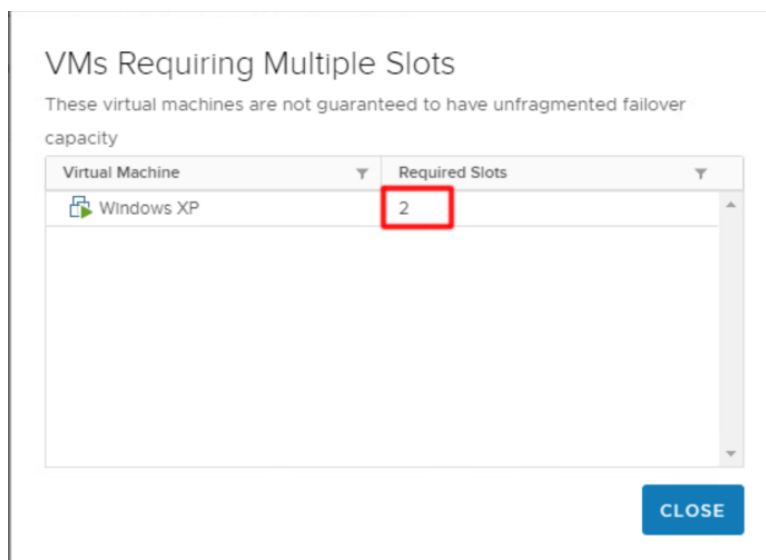 VMs Requiring Multiple Slots
These virtual machines are not guaranteed to have unfragmented failover
capacity
Virtual Machine Required Slots
Windows XP 2
CLOSE